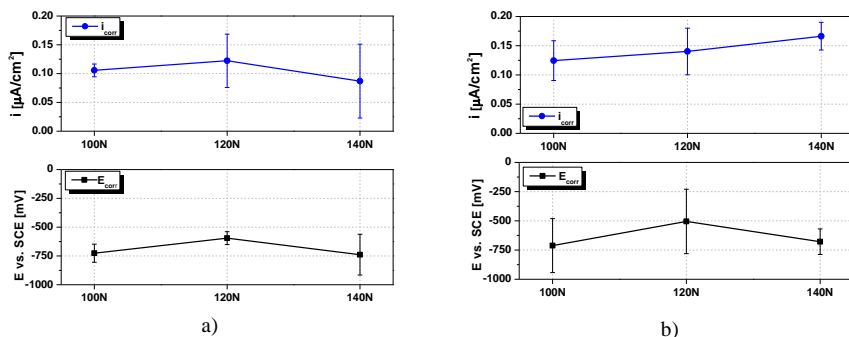 0.20
0.15
0.10
0.05
0.00
i [µA/cm²]
i corr
100N
120N
140N
0
-250
-500
-750
-1000
E vs. SCE [mV]
E corr
100N
120N
140N
a)
0.20
0.15
0.10
0.05
0.00
i [µA/cm²]
i corr
100N
120N
140N
0
-250
-500
-750
-1000
E vs. SCE [mV]
E corr
100N
120N
140N
b)